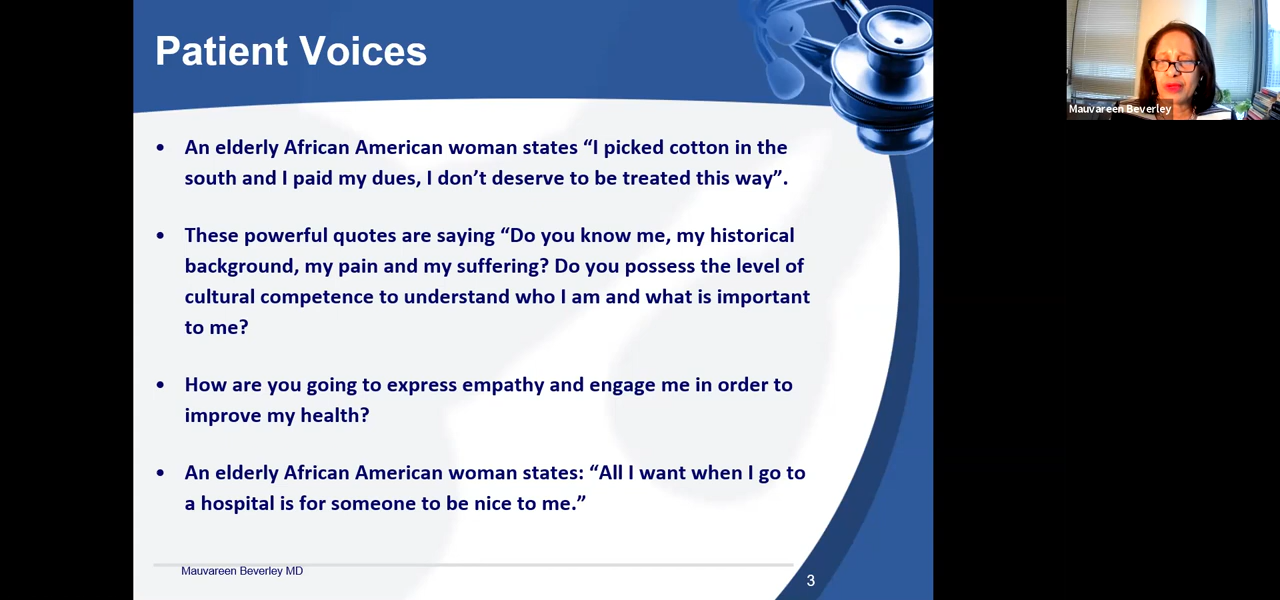 Patient Voices
Mauvareen Beverley
• An elderly African American woman states “I picked cotton in the
south and I paid my dues, I don’t deserve to be treated this way”.
• These powerful quotes are saying “Do you know me, my historical
background, my pain and my suffering? Do you possess the level of
cultural competence to understand who I am and what is important
to me?
• How are you going to express empathy and engage me in order to
improve my health?
• An elderly African American woman states: “All I want when I go to
a hospital is for someone to be nice to me.”
Mauvareen Beverley MD
3